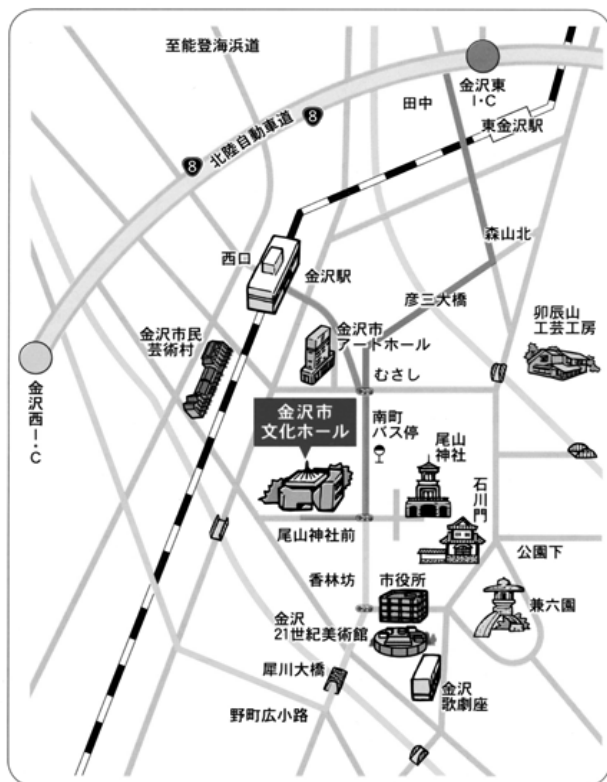 至能登海浜道
金沢東
I・C
田中
東金沢駅
8
北陸自動車道
8
森山北
西口
金沢駅
彦三大橋
卯辰山
工芸工房
金沢市民
芸術村
金沢市
アートホール
むさし
金沢西I・C
金沢市
文化ホール
南町
バス停
尾山
神社
石川門
尾山神社前
公園下
香林坊
市役所
兼六園
金沢
21世紀美術館
犀川大橋
金沢
歌劇座
野町広小路